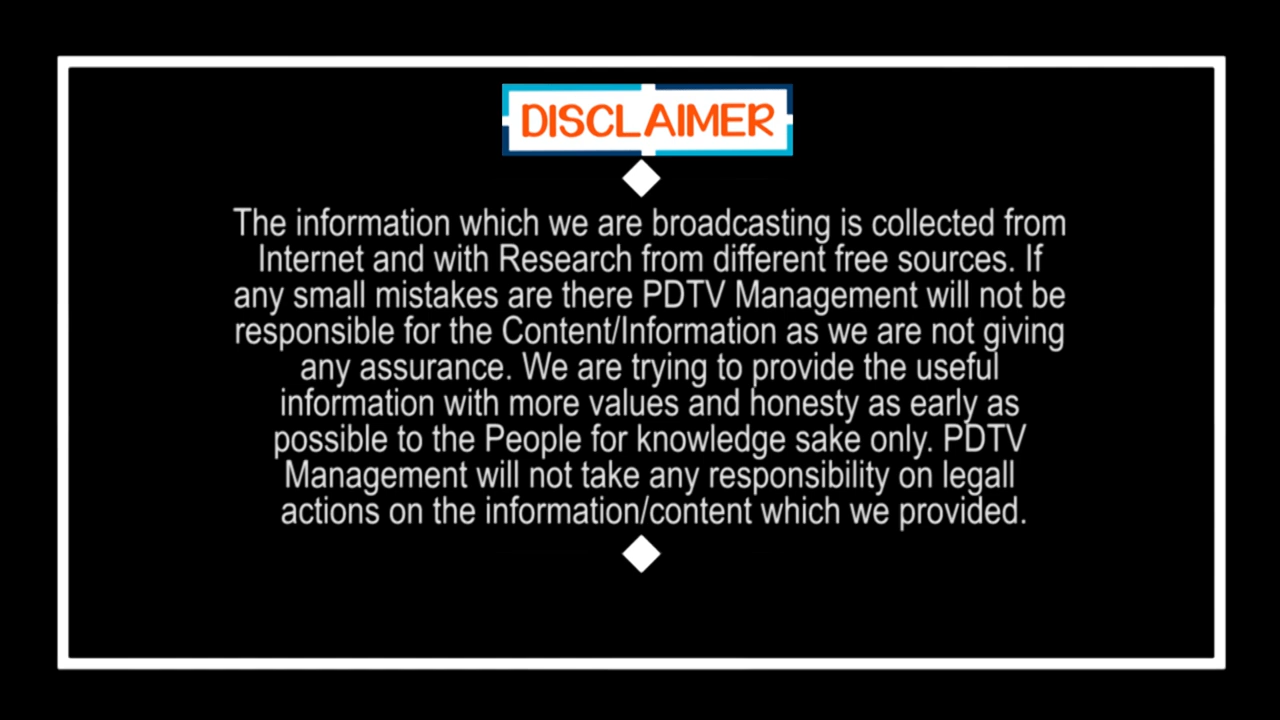 DISCLAIMER
The information which we are broadcasting is collected from
Internet and with Research from different free sources. If
any small mistakes are there PDTV Management will not be
responsible for the Content/Information as we are not giving
any assurance. We are trying to provide the useful
information with more values and honesty as early as
possible to the People for knowledge sake only. PDTV
Management will not take any responsibility on legall
actions on the information/content which we provided.